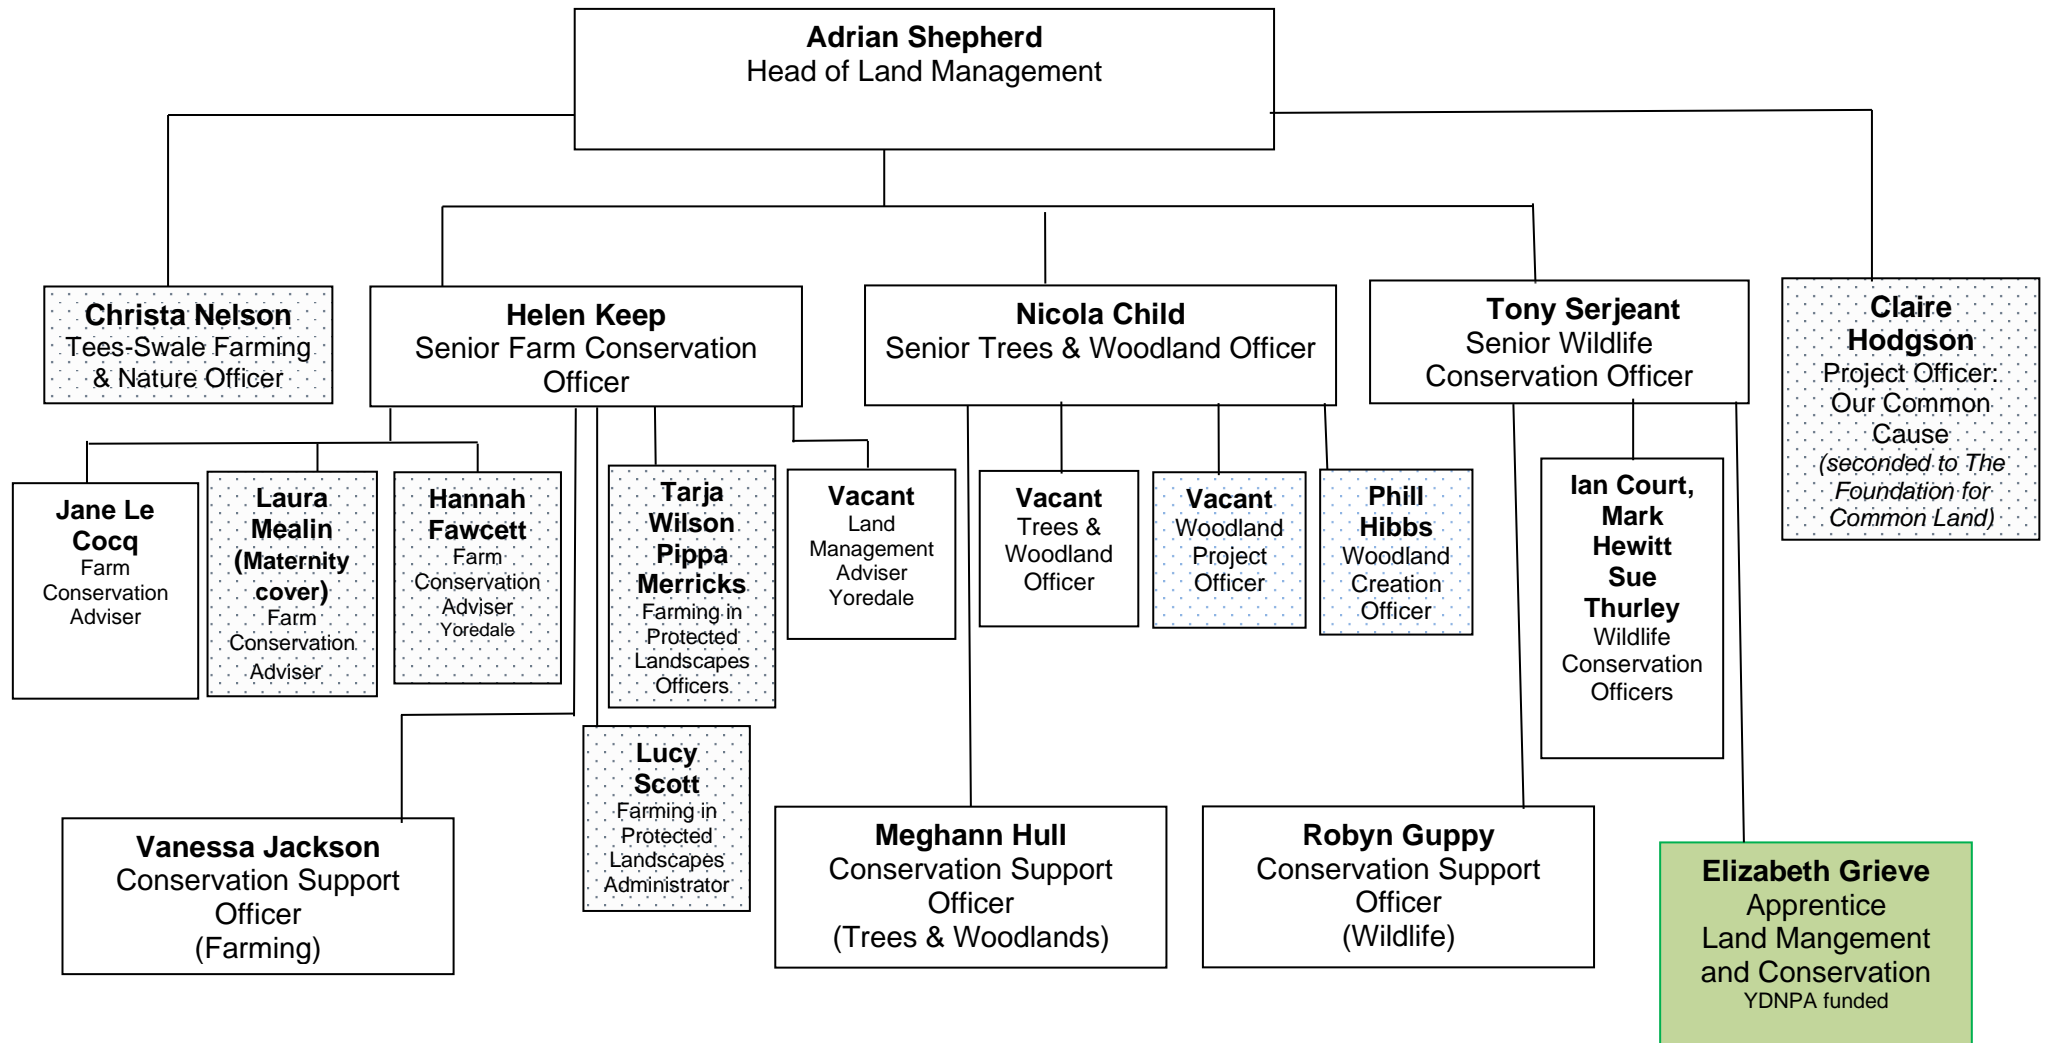 Adrian Shepherd
Head of Land Management
Christa Nelson
Tees-Swale Farming
& Nature Officer
Helen Keep
Senior Farm Conservation
Officer
Nicola Child
Senior Trees & Woodland Officer
Tony Serjeant
Senior Wildlife
Conservation Officer
Claire
Hodgson
Project Officer:
Our Common
Cause
(seconded to The
Foundation for
Common Land)
Jane Le
Cocq
Farm
Conservation
Adviser
Laura
Mealin
(Maternity
cover)
Farm
Conservation
Adviser
Hannah
Fawcett
Farm
Conservation
Adviser
Yoredale
Tarja
Wilson
Pippa
Merricks
Farming in
Protected
Landscapes
Officers
Vacant
Land
Management
Adviser
Yoredale
Vacant
Trees &
Woodland
Officer
Vacant
Woodland
Project
Officer
Phill
Hibbs
Woodland
Creation
Officer
Ian Court,
Mark
Hewitt
Sue
Thurley
Wildlife
Conservation
Officers
Vanessa Jackson
Conservation Support
Officer
(Farming)
Lucy
Scott
Farming in
Protected
Landscapes
Administrator
Meghann Hull
Conservation Support
Officer
(Trees & Woodlands)
Robyn Guppy
Conservation Support
Officer
(Wildlife)
Elizabeth Grieve
Apprentice
Land Mangement
and Conservation
YDNPA funded